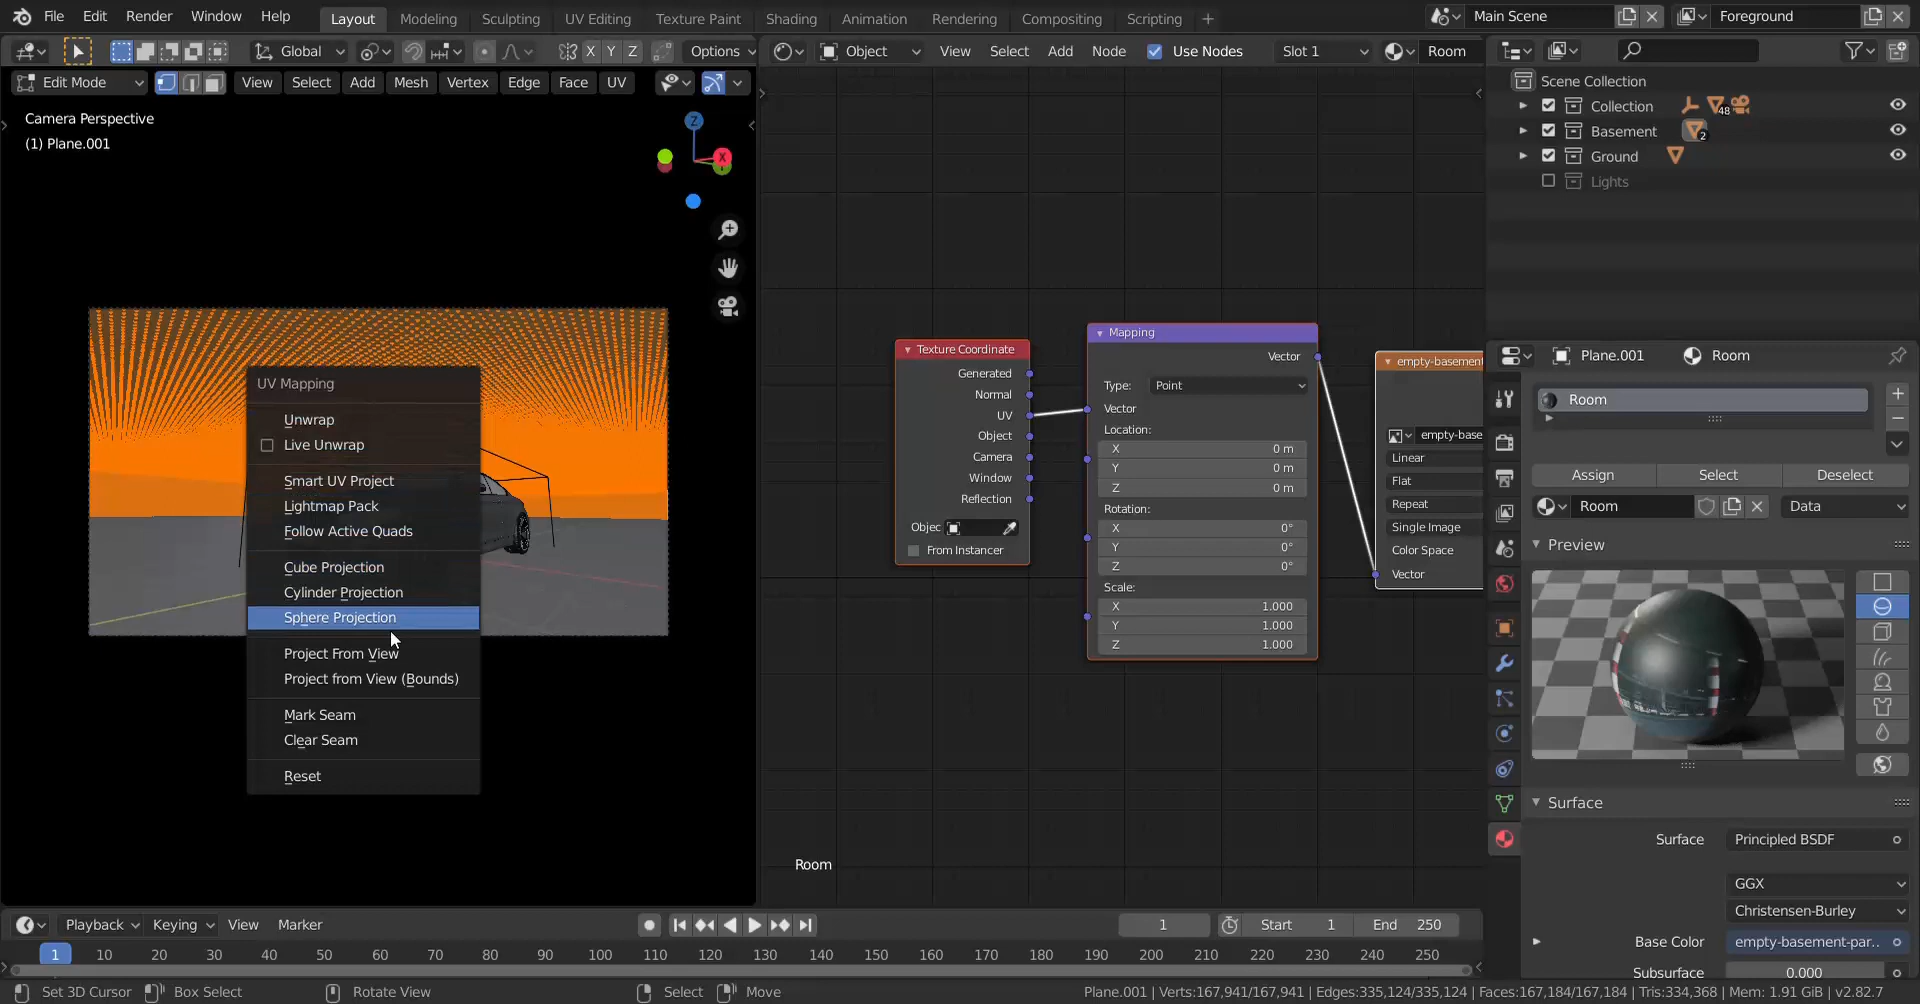 File Edit Render Window Help Layout Modeling Sculpting UV Editing Texture Paint Shading Animation Rendering Compositing Scripting + Main Scene Foreground
Global X Y Z Options Object View Select Add Node Use Nodes Slot 1 Room
Edit Mode View Select Add Mesh Vertex Edge Face UV
Camera Perspective
(1) Plane.001
Z
X
UV Mapping
Unwrap
Live Unwrap
Smart UV Project
Lightmap Pack
Follow Active Quads
Cube Projection
Cylinder Projection
Sphere Projection
Project From View
Project from View (Bounds)
Mark Seam
Clear Seam
Reset
Texture Coordinate
Generated
Normal
UV
Object
Camera
Window
Reflection
Objec
From Instancer
Mapping
Vector
Type: Point
Vector
Location:
X 0 m
Y 0 m
Z 0 m
Rotation:
X 0°
Y 0°
Z 0°
Scale:
X 1.000
Y 1.000
Z 1.000
empty-basement
empty-base
Linear
Flat
Repeat
Single Image
Color Space
Vector
Room
Scene Collection
Collection 48
Basement 2
Ground
Lights
Plane.001 Room
Room
Assign Select Deselect
Room Data
Preview
Surface
Surface Principled BSDF
GGX
Christensen-Burley
Base Color empty-basement-par..
Subsurface 0.000
Playback Keying View Marker 1 Start 1 End 250
1 10 20 30 40 50 60 70 80 90 100 110 120 130 140 150 160 170 180 190 200 210 220 230 240 250
Set 3D Cursor Box Select Rotate View Select Move Plane.001 | Verts:167,941/167,941 | Edges:335,124/335,124 | Faces:167,184/167,184 | Tris:334,368 | Mem: 1.91 GiB | v2.82.7